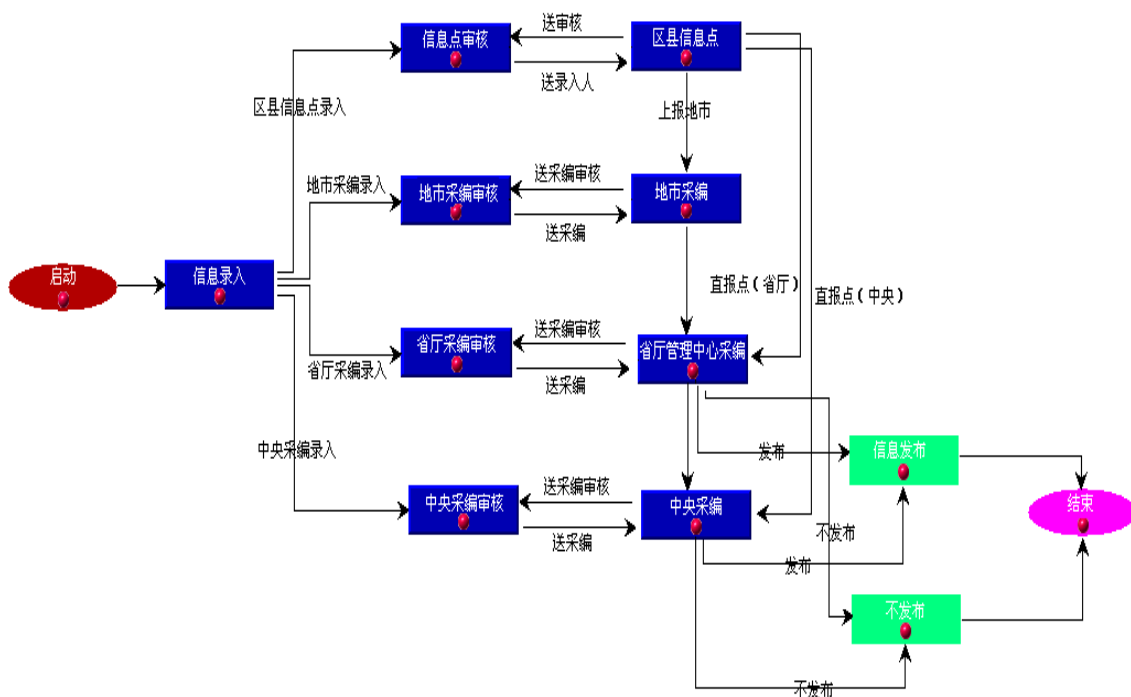 送审核
信息点审核
区县信息点
送录入人
区县信息点录入
上报地市
送采编审核
地市采编录入
地市采编审核
地市采编
送采编
启动
信息录入
直报点(省厅)
直报点(中央)
送采编审核
省厅采编审核
省厅管理中心采编
省厅采编录入
送采编
中央采编录入
发布
信息发布
送采编审核
中央采编审核
中央采编
结束
送采编
不发布
发布
不发布
不发布